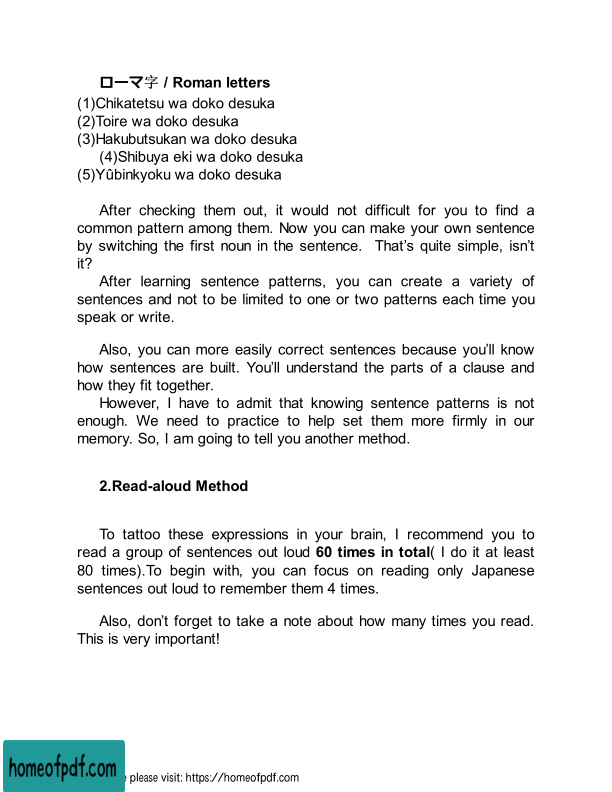 ローマ字 / Roman letters
(1)Chikatetsu wa doko desuka
(2)Toire wa doko desuka
(3)Hakubutsukan wa doko desuka
(4)Shibuya eki wa doko desuka
(5)Yûbinkyoku wa doko desuka
After checking them out, it would not difficult for you to find a
common pattern among them. Now you can make your own sentence
by switching the first noun in the sentence.  That’s quite simple, isn’t
it?
After learning sentence patterns, you can create a variety of
sentences and not to be limited to one or two patterns each time you
speak or write.
Also, you can more easily correct sentences because you’ll know
how sentences are built. You’ll understand the parts of a clause and
how they fit together.
However, I have to admit that knowing sentence patterns is not
enough. We need to practice to help set them more firmly in our
memory. So, I am going to tell you another method.
2.Read-aloud Method
To tattoo these expressions in your brain, I recommend you to
read a group of sentences out loud 60 times in total( I do it at least
80 times).To begin with, you can focus on reading only Japanese
sentences out loud to remember them 4 times.
Also, don’t forget to take a note about how many times you read.
This is very important!
homeofpdf.com
please visit: https://homeofpdf.com